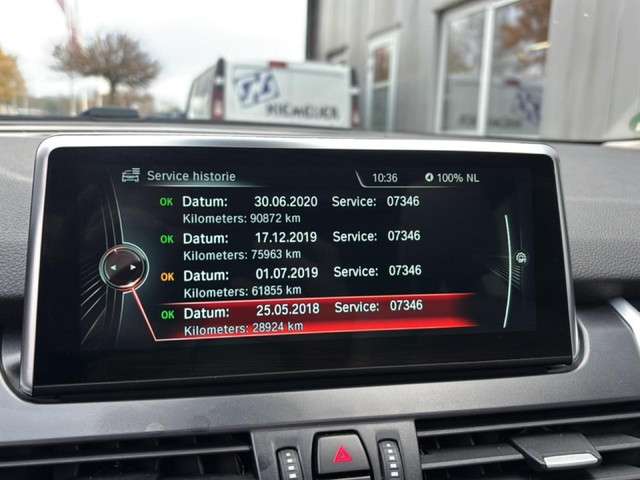 Service historie
10:36
100% NL
OK Datum: 30.06.2020 Service: 07346
Kilometers: 90872 km
OK Datum: 17.12.2019 Service: 07346
Kilometers: 75963 km
OK Datum: 01.07.2019 Service: 07346
Kilometers: 61855 km
OK Datum: 25.05.2018 Service: 07346
Kilometers: 28924 km